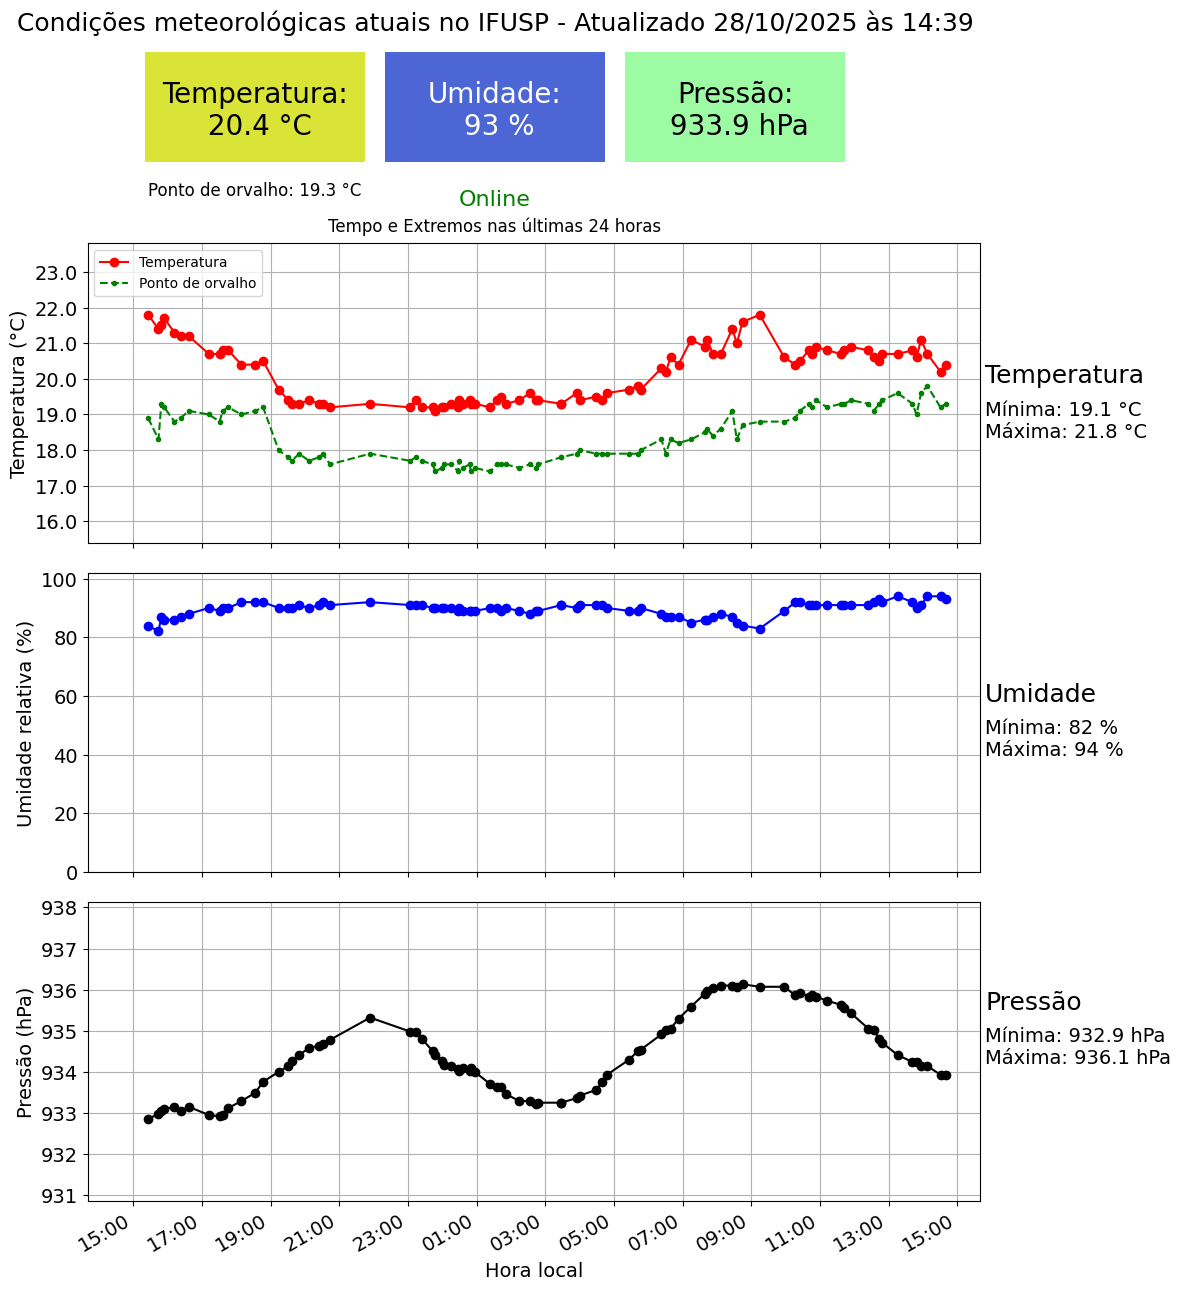 Condições meteorológicas atuais no IFUSP - Atualizado 28/10/2025 às 14:39
Temperatura:
20.4 °C
Umidade:
93 %
Pressão:
933.9 hPa
Ponto de orvalho: 19.3 °C
Online
Tempo e Extremos nas últimas 24 horas
Temperatura
Ponto de orvalho
Temperatura (°C)
23.0
22.0
21.0
20.0
19.0
18.0
17.0
16.0
Temperatura
Mínima: 19.1 °C
Máxima: 21.8 °C
Umidade relativa (%)
100
80
60
40
20
0
Umidade
Mínima: 82 %
Máxima: 94 %
Pressão (hPa)
938
937
936
935
934
933
932
931
Pressão
Mínima: 932.9 hPa
Máxima: 936.1 hPa
15:00
17:00
19:00
21:00
23:00
01:00
03:00
05:00
07:00
09:00
11:00
13:00
15:00
Hora local